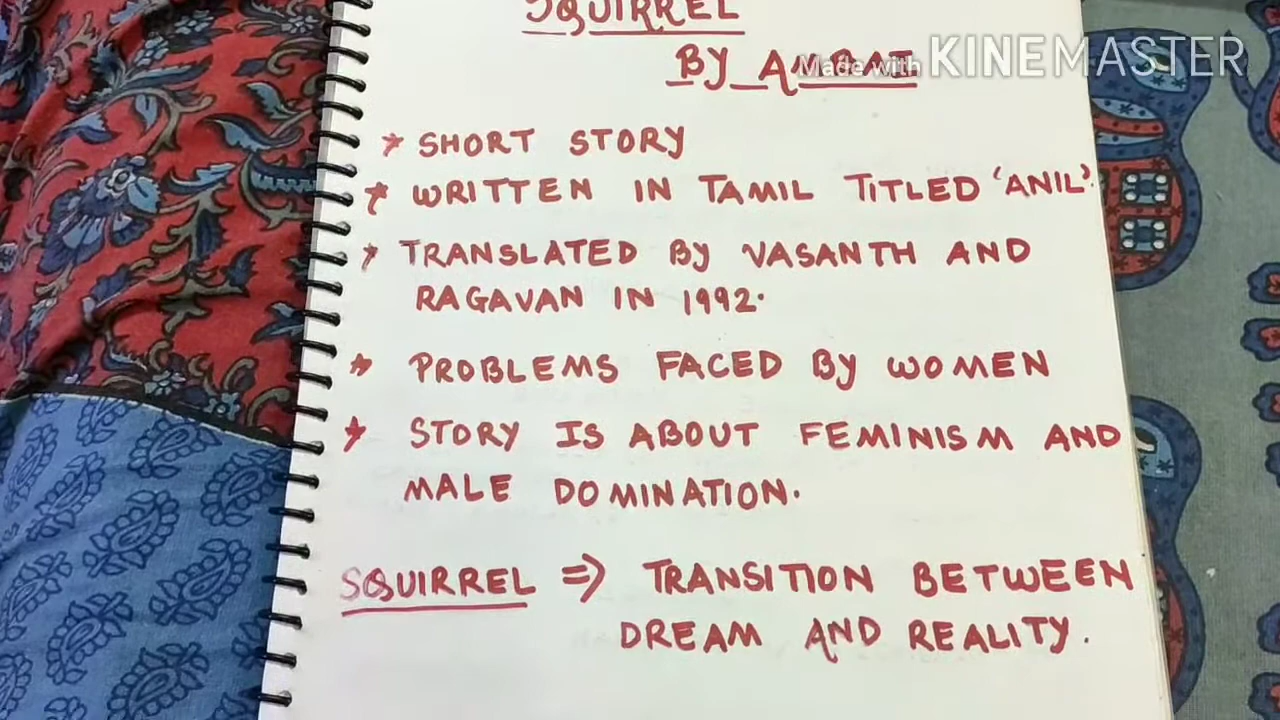 SQUIRREL
BY AMBAI
Made with KINEMASTER
* SHORT STORY
* WRITTEN IN TAMIL TITLED 'ANIL'.
* TRANSLATED BY VASANTH AND
RAGAVAN IN 1992.
* PROBLEMS FACED BY WOMEN
* STORY IS ABOUT FEMINISM AND
MALE DOMINATION.
SQUIRREL => TRANSITION BETWEEN
DREAM AND REALITY.